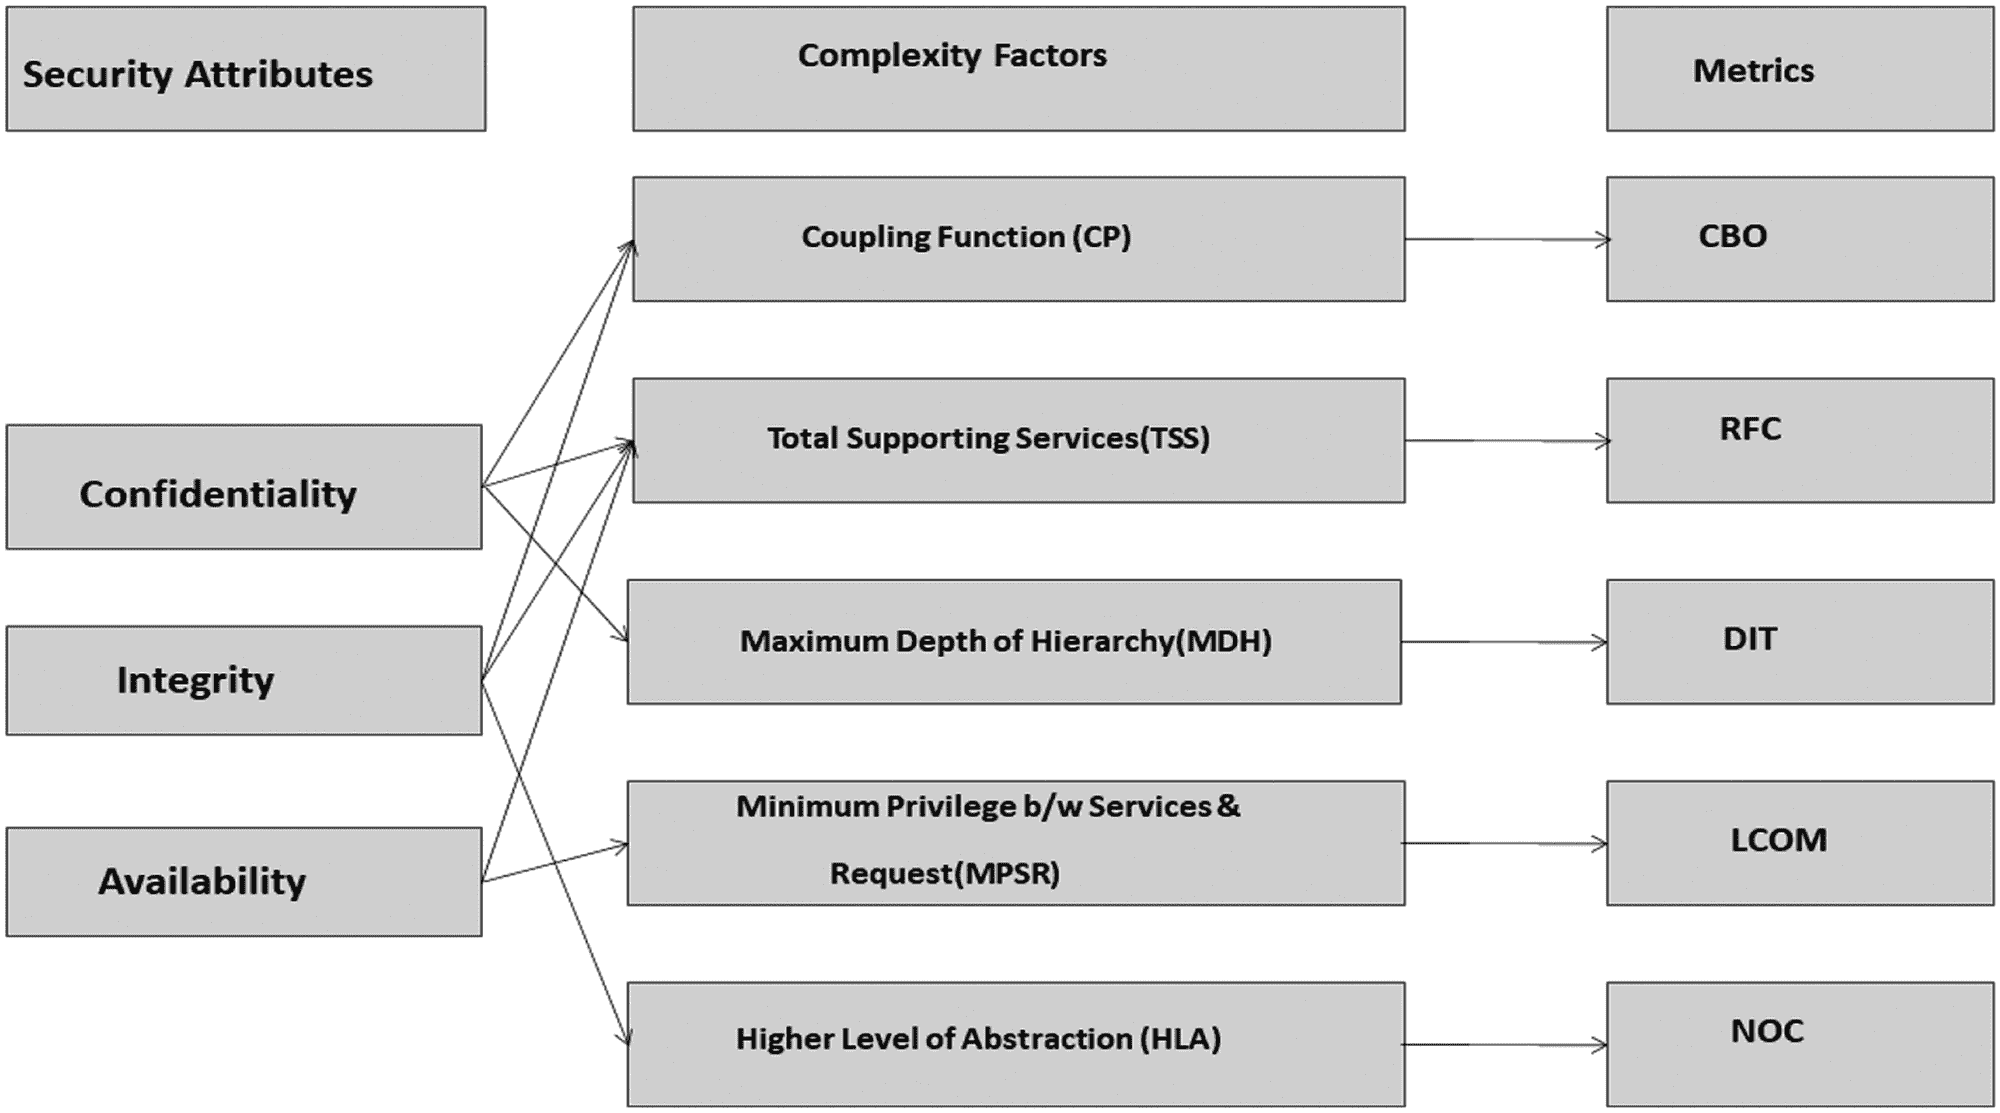 Security Attributes
Complexity Factors
Metrics
Coupling Function (CP)
CBO
Total Supporting Services(TSS)
RFC
Confidentiality
Maximum Depth of Hierarchy(MDH)
DIT
Integrity
Minimum Privilege b/w Services &
Request(MPSR)
LCOM
Availability
Higher Level of Abstraction (HLA)
NOC